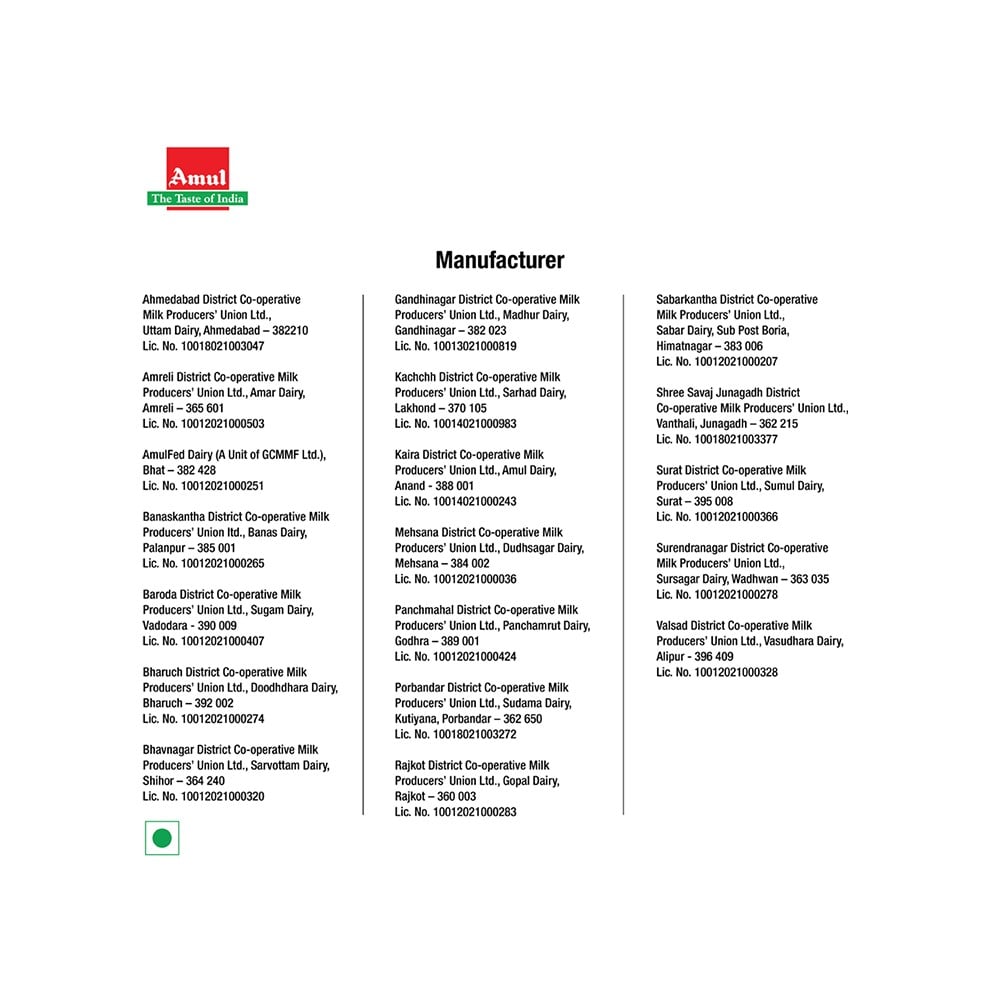 Amul
The Taste of India
Manufacturer
Ahmedabad District Co-operative
Milk Producers' Union Ltd.,
Uttam Dairy, Ahmedabad – 382210
Lic. No. 10018021003047
Amreli District Co-operative Milk
Producers' Union Ltd., Amar Dairy,
Amreli – 365 601
Lic. No. 10012021000503
AmulFed Dairy (A Unit of GCMMF Ltd.),
Bhat – 382 428
Lic. No. 10012021000251
Banaskantha District Co-operative Milk
Producers' Union ltd., Banas Dairy,
Palanpur – 385 001
Lic. No. 10012021000265
Baroda District Co-operative Milk
Producers' Union Ltd., Sugam Dairy,
Vadodara - 390 009
Lic. No. 10012021000407
Bharuch District Co-operative Milk
Producers' Union Ltd., Doodhdhara Dairy,
Bharuch – 392 002
Lic. No. 10012021000274
Bhavnagar District Co-operative Milk
Producers' Union Ltd., Sarvottam Dairy,
Shihor – 364 240
Lic. No. 10012021000320
Gandhinagar District Co-operative Milk
Producers' Union Ltd., Madhur Dairy,
Gandhinagar – 382 023
Lic. No. 10013021000819
Kachchh District Co-operative Milk
Producers' Union Ltd., Sarhad Dairy,
Lakhond – 370 105
Lic. No. 10014021000983
Kaira District Co-operative Milk
Producers' Union Ltd., Amul Dairy,
Anand - 388 001
Lic. No. 10014021000243
Mehsana District Co-operative Milk
Producers' Union Ltd., Dudhsagar Dairy,
Mehsana – 384 002
Lic. No. 10012021000036
Panchmahal District Co-operative Milk
Producers' Union Ltd., Panchamrut Dairy,
Godhra – 389 001
Lic. No. 10012021000424
Porbandar District Co-operative Milk
Producers' Union Ltd., Sudama Dairy,
Kutiyana, Porbandar – 362 650
Lic. No. 10018021003272
Rajkot District Co-operative Milk
Producers' Union Ltd., Gopal Dairy,
Rajkot – 360 003
Lic. No. 10012021000283
Sabarkantha District Co-operative
Milk Producers' Union Ltd.,
Sabar Dairy, Sub Post Boria,
Himatnagar – 383 006
Lic. No. 10012021000207
Shree Savaj Junagadh District
Co-operative Milk Producers' Union Ltd.,
Vanthali, Junagadh – 362 215
Lic. No. 10018021003377
Surat District Co-operative Milk
Producers' Union Ltd., Sumul Dairy,
Surat – 395 008
Lic. No. 10012021000366
Surendranagar District Co-operative
Milk Producers' Union Ltd.,
Sursagar Dairy, Wadhwan – 363 035
Lic. No. 10012021000278
Valsad District Co-operative Milk
Producers' Union Ltd., Vasudhara Dairy,
Alipur - 396 409
Lic. No. 10012021000328